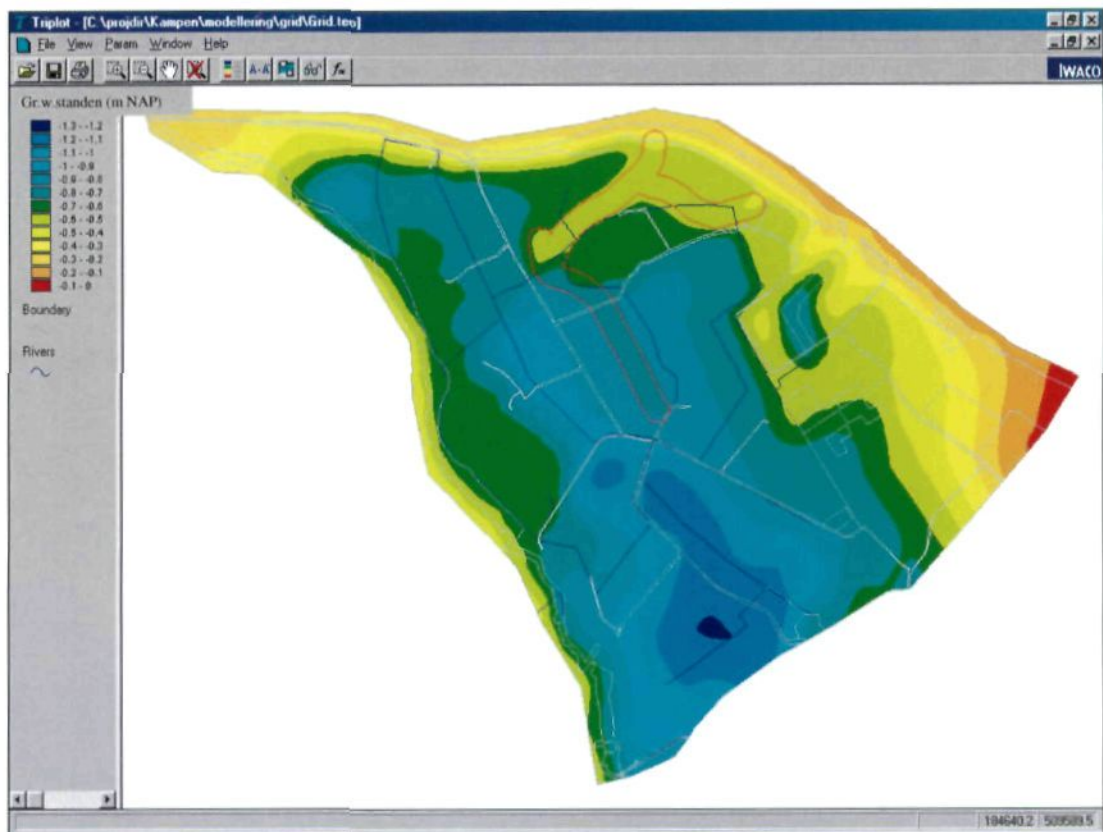 Triplot - [C:\projdir\Kampen\modellering\grid\Grid.teo]
File View Param Window Help
A-A' f∞
IWACO
Gr.w.standen (m NAP)
-1.3 - -1.2
-1.2 - -1.1
-1.1 - -1
-1 - -0.9
-0.9 - -0.8
-0.8 - -0.7
-0.7 - -0.6
-0.6 - -0.5
-0.5 - -0.4
-0.4 - -0.3
-0.3 - -0.2
-0.2 - -0.1
-0.1 - 0
Boundary
Rivers
184640.2 509589.5